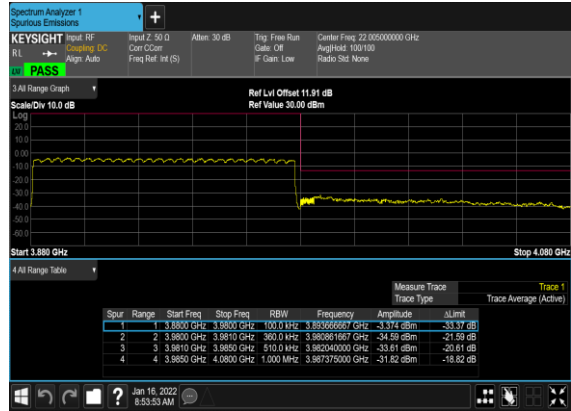 Spectrum Analyzer 1
Spurious Emissions
+
KEYSIGHT Input: RF Input Z: 50 Ω Atten: 30 dB Trig: Free Run Center Freq: 22.005000000 GHz
RL Coupling: DC Corr CCorr Gate: Off Avg|Hold: 100/100
Align: Auto Freq Ref: Int (S) IF Gain: Low Radio Std: None
PASS
3 All Range Graph
Ref Lvl Offset 11.91 dB
Scale/Div 10.0 dB Ref Value 30.00 dBm
Log
20.0
10.0
0.00
-10.0
-20.0
-30.0
-40.0
-50.0
-60.0
Start 3.880 GHz Stop 4.080 GHz
4 All Range Table
Measure Trace Trace 1
Trace Type Trace Average (Active)
Spur Range Start Freq Stop Freq RBW Frequency Amplitude ΔLimit
1 1 3.8800 GHz 3.9800 GHz 100.0 kHz 3.893666667 GHz -3.374 dBm -33.37 dB
2 2 3.9800 GHz 3.9810 GHz 360.0 kHz 3.980861667 GHz -34.59 dBm -21.59 dB
3 3 3.9810 GHz 3.9850 GHz 510.0 kHz 3.982040000 GHz -33.61 dBm -20.61 dB
4 4 3.9850 GHz 4.0800 GHz 1.000 MHz 3.987375000 GHz -31.82 dBm -18.82 dB
? Jan 16, 2022
8:53:53 AM